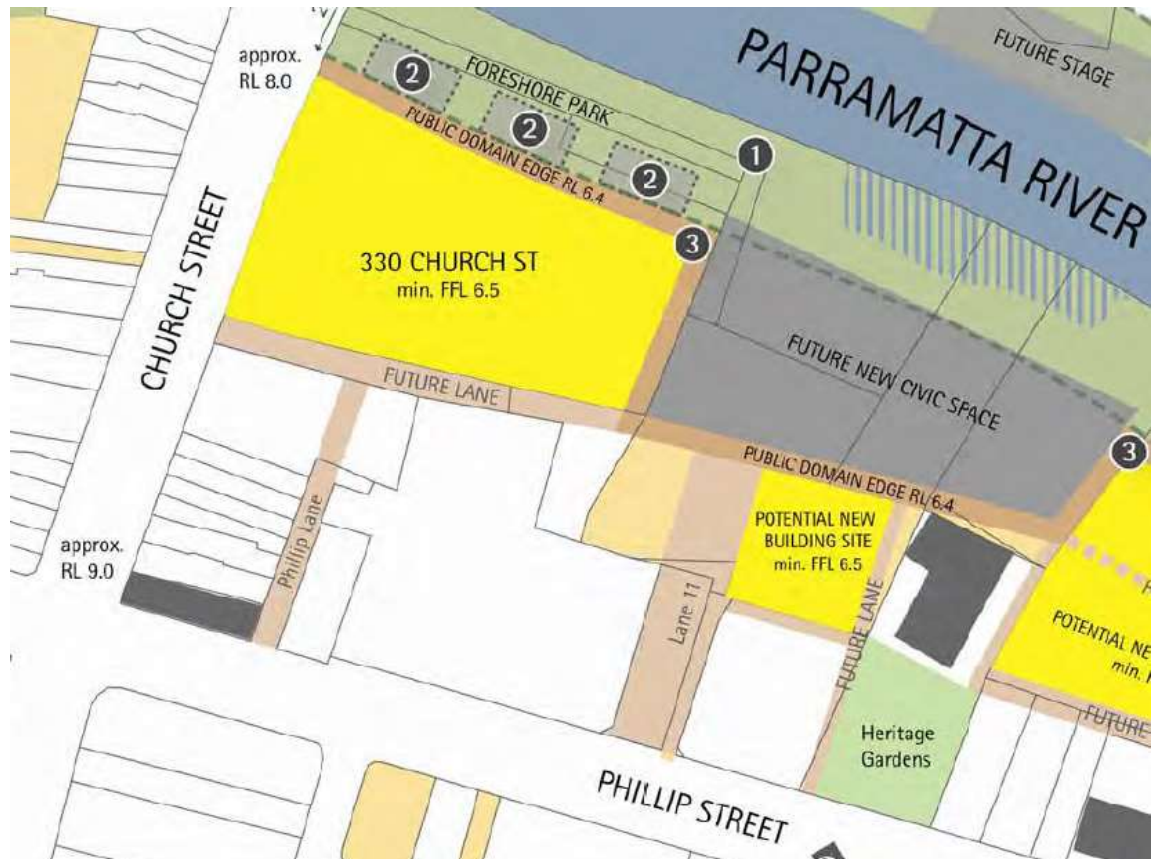 FUTURE STAGE
PARRAMATTA RIVER
approx.
RL 8.0
2
FORESHORE PARK
2
2
1
PUBLIC DOMAIN EDGE RL 6.4
3
330 CHURCH ST
min. FFL 6.5
CHURCH STREET
FUTURE LANE
FUTURE NEW CIVIC SPACE
3
PUBLIC DOMAIN EDGE RL 6.4
POTENTIAL NEW
BUILDING SITE
min. FFL 6.5
approx.
RL 9.0
Phillip Lane
Lane 11
FUTURE LANE
POTENTIAL NE
min.
FUTURE
Heritage
Gardens
PHILLIP STREET